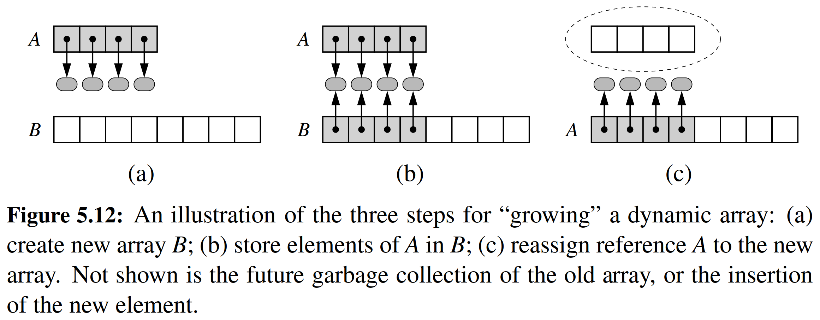 A
A
B
B
A
(a)
(b)
(c)
Figure 5.12: An illustration of the three steps for “growing” a dynamic array: (a)
create new array B; (b) store elements of A in B; (c) reassign reference A to the new
array. Not shown is the future garbage collection of the old array, or the insertion
of the new element.